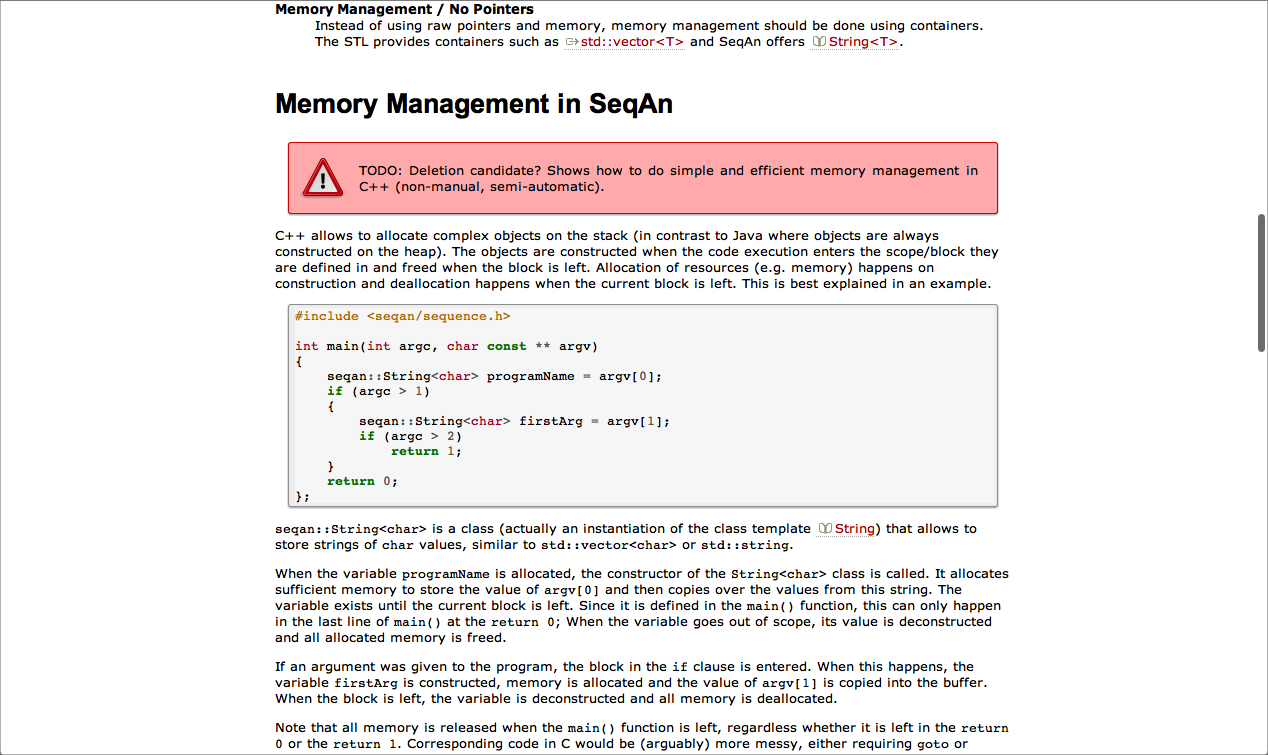 Memory Management / No Pointers
Instead of using raw pointers and memory, memory management should be done using containers.
The STL provides containers such as std::vector<T> and SeqAn offers String<T>.
Memory Management in SeqAn
TODO: Deletion candidate? Shows how to do simple and efficient memory management in
C++ (non-manual, semi-automatic).
C++ allows to allocate complex objects on the stack (in contrast to Java where objects are always
constructed on the heap). The objects are constructed when the code execution enters the scope/block they
are defined in and freed when the block is left. Allocation of resources (e.g. memory) happens on
construction and deallocation happens when the current block is left. This is best explained in an example.
#include <seqan/sequence.h>
int main(int argc, char const ** argv)
{
    seqan::String<char> programName = argv[0];
    if (argc > 1)
    {
        seqan::String<char> firstArg = argv[1];
        if (argc > 2)
            return 1;
    }
    return 0;
};
seqan::String<char> is a class (actually an instantiation of the class template String) that allows to
store strings of char values, similar to std::vector<char> or std::string.
When the variable programName is allocated, the constructor of the String<char> class is called. It allocates
sufficient memory to store the value of argv[0] and then copies over the values from this string. The
variable exists until the current block is left. Since it is defined in the main() function, this can only happen
in the last line of main() at the return 0; When the variable goes out of scope, its value is deconstructed
and all allocated memory is freed.
If an argument was given to the program, the block in the if clause is entered. When this happens, the
variable firstArg is constructed, memory is allocated and the value of argv[1] is copied into the buffer.
When the block is left, the variable is deconstructed and all memory is deallocated.
Note that all memory is released when the main() function is left, regardless whether it is left in the return
0 or the return 1. Corresponding code in C would be (arguably) more messy, either requiring goto or